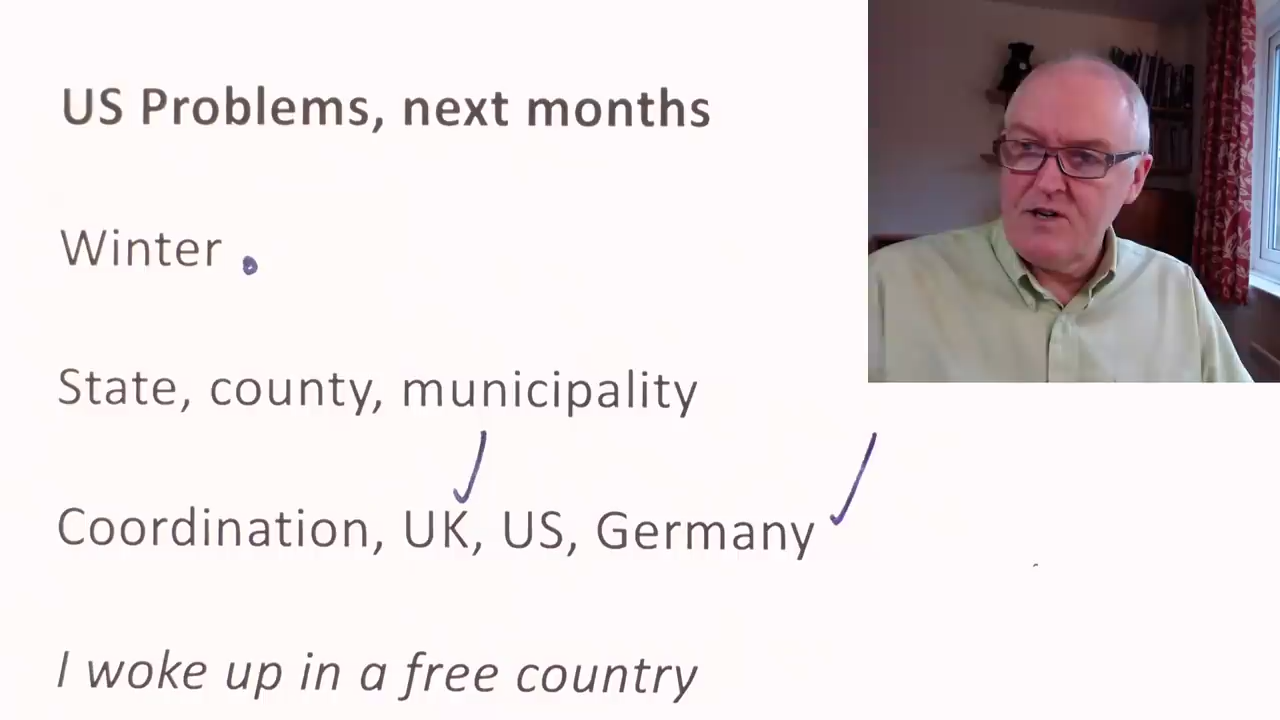 US Problems, next months
Winter
State, county, municipality
Coordination, UK, US, Germany
I woke up in a free country